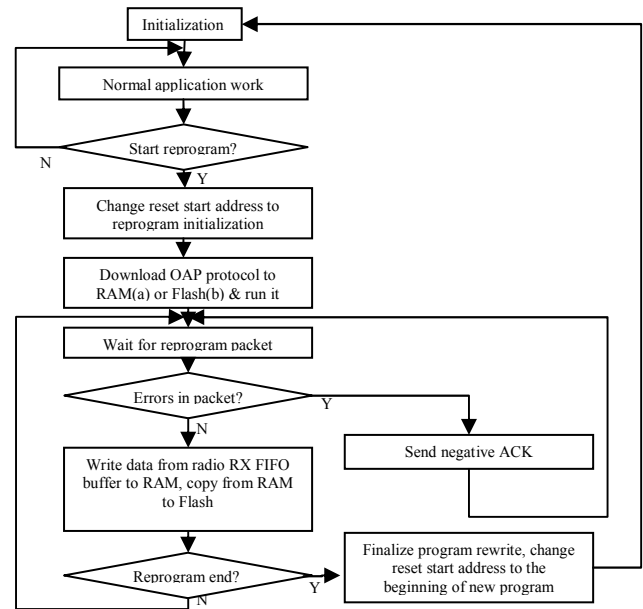 Initialization
Normal application work
Start reprogram?
N
Y
Change reset start address to
reprogram initialization
Download OAP protocol to
RAM(a) or Flash(b) & run it
Wait for reprogram packet
Errors in packet?
Y
N
Send negative ACK
Write data from radio RX FIFO
buffer to RAM, copy from RAM
to Flash
Finalize program rewrite, change
reset start address to the
beginning of new program
Reprogram end?
Y
N